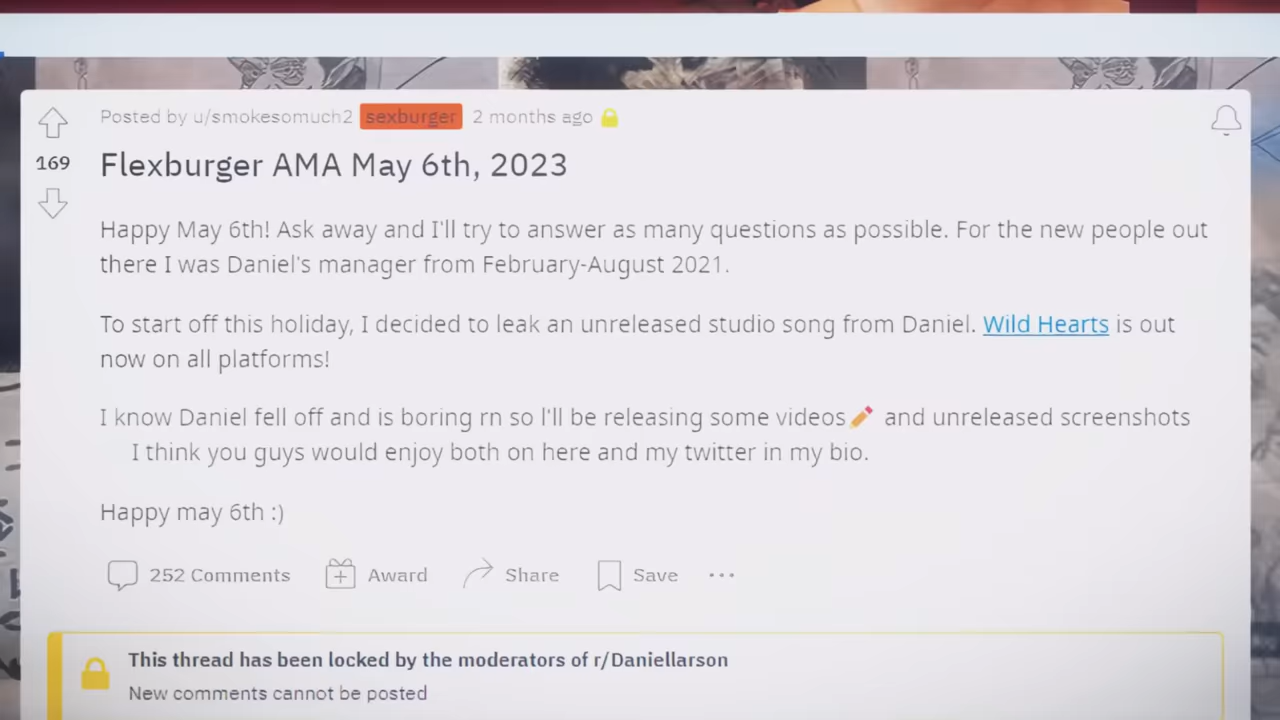 Posted by u/smokesomuch2 sexburger 2 months ago
169
Flexburger AMA May 6th, 2023
Happy May 6th! Ask away and I'll try to answer as many questions as possible. For the new people out
there I was Daniel's manager from February-August 2021.
To start off this holiday, I decided to leak an unreleased studio song from Daniel. Wild Hearts is out
now on all platforms!
I know Daniel fell off and is boring rn so I'll be releasing some videos✏️ and unreleased screenshots
I think you guys would enjoy both on here and my twitter in my bio.
Happy may 6th :)
252 Comments Award Share Save ...
This thread has been locked by the moderators of r/Daniellarson
New comments cannot be posted